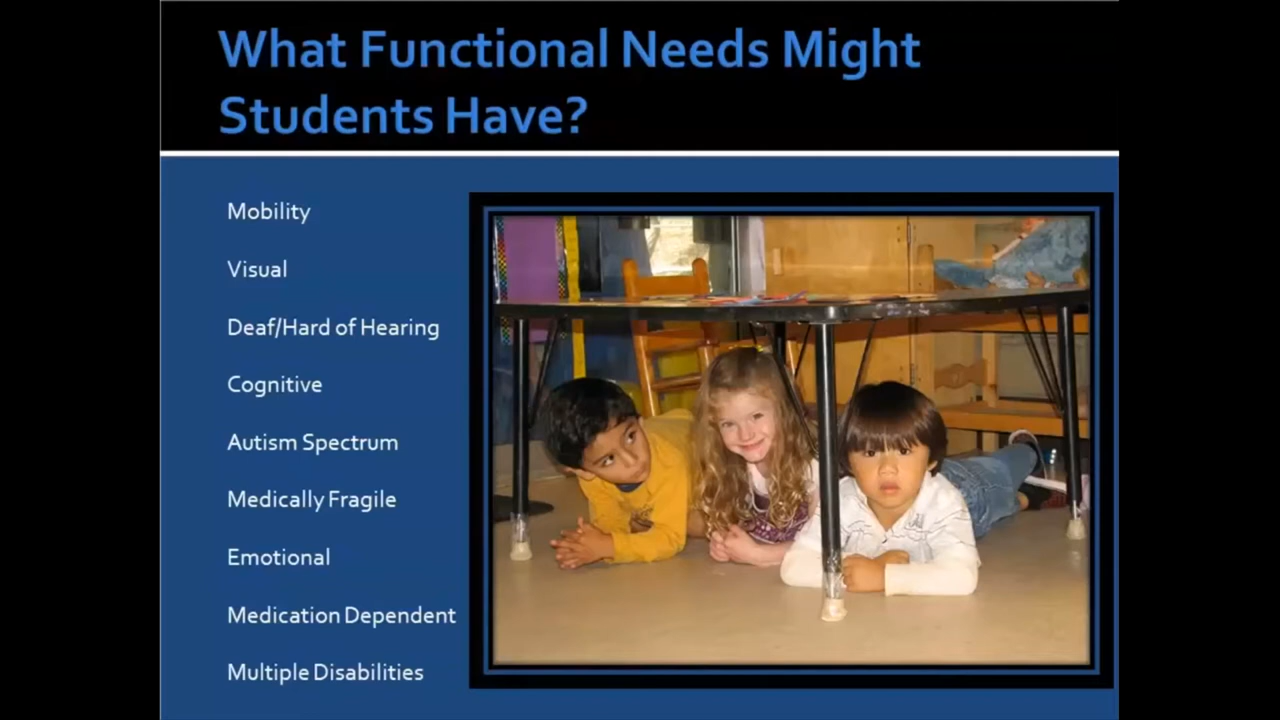 What Functional Needs Might
Students Have?
Mobility
Visual
Deaf/Hard of Hearing
Cognitive
Autism Spectrum
Medically Fragile
Emotional
Medication Dependent
Multiple Disabilities